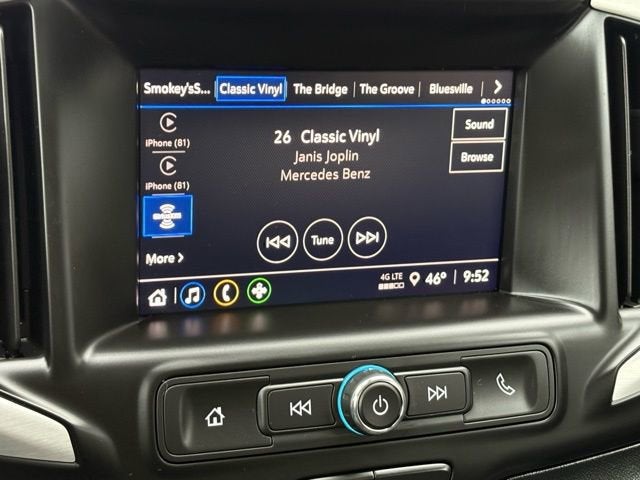 Smokey'sS... Classic Vinyl The Bridge The Groove Bluesville
iPhone (81)
26 Classic Vinyl
Janis Joplin
Mercedes Benz
Sound
Browse
iPhone (81)
SiriusXM
More
Tune
4G LTE
46° 9:52